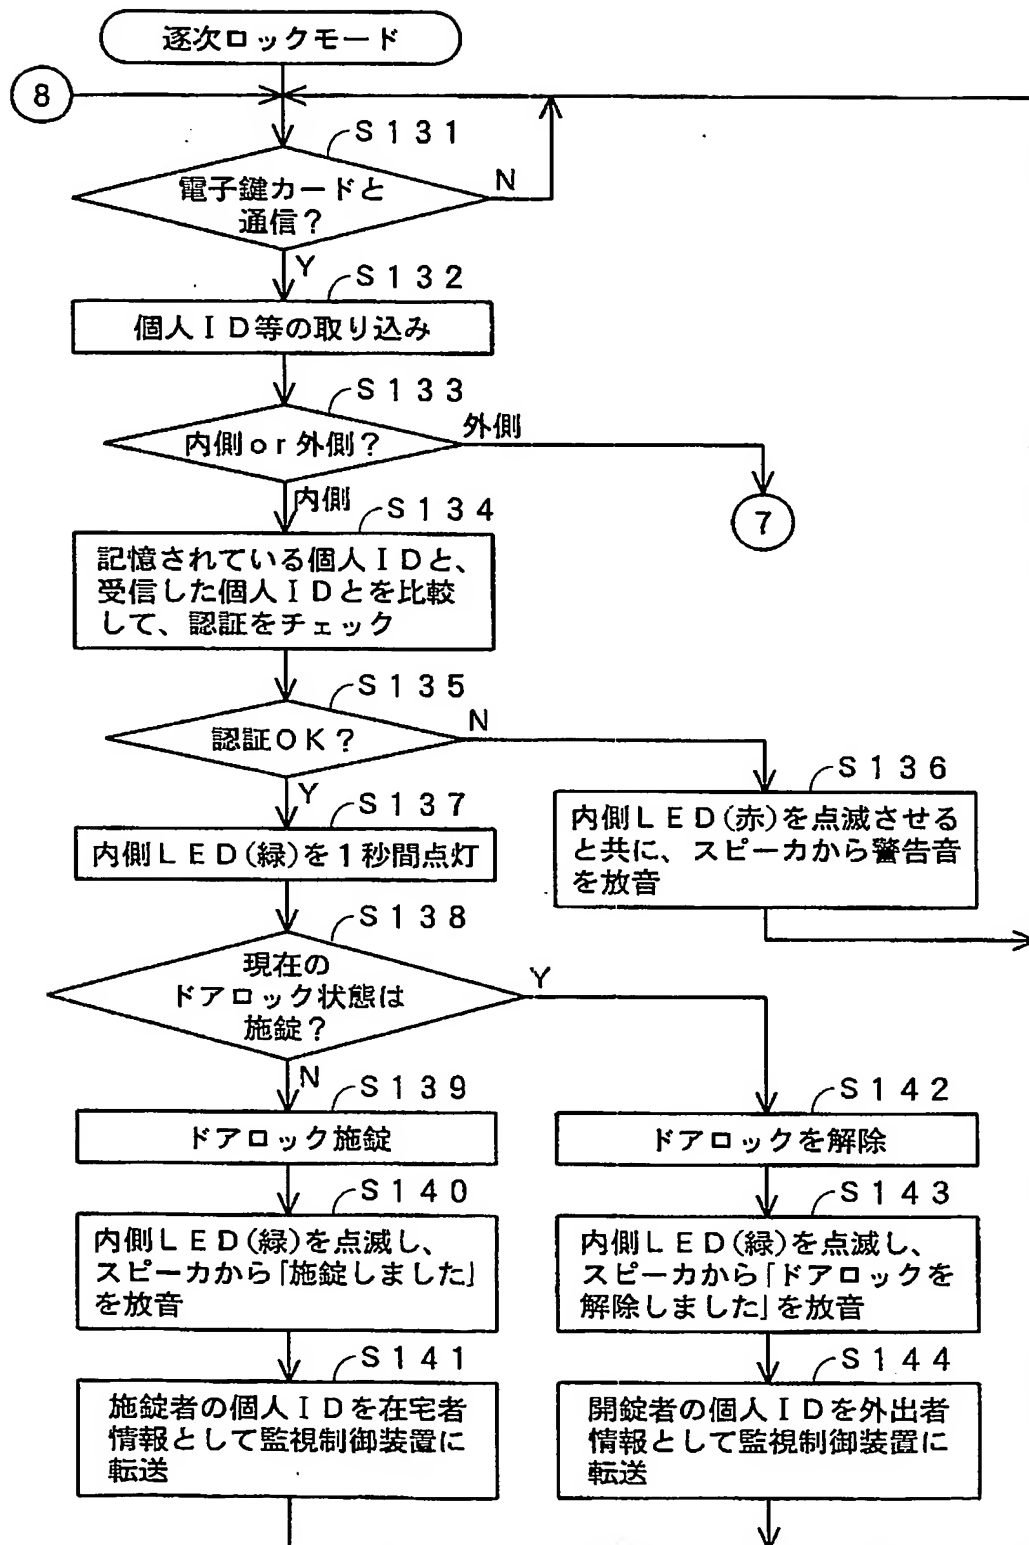 逐次ロックモード
8
S131
電子鍵カードと
通信?
N
Y
S132
個人ID等の取り込み
S133
内側or外側?
外側
7
内側
S134
記憶されている個人IDと、
受信した個人IDとを比較
して、認証をチェック
S135
認証OK?
N
Y
S136
内側LED(赤)を点滅させる
と共に、スピーカから警告音
を放音
S137
内側LED(緑)を1秒間点灯
S138
現在の
ドアロック状態は
施錠?
Y
N
S139
ドアロック施錠
S142
ドアロックを解除
S140
内側LED(緑)を点滅し、
スピーカから「施錠しました」
を放音
S143
内側LED(緑)を点滅し、
スピーカから「ドアロックを
解除しました」を放音
S141
施錠者の個人IDを在宅者
情報として監視制御装置に
転送
S144
開錠者の個人IDを外出者
情報として監視制御装置に
転送